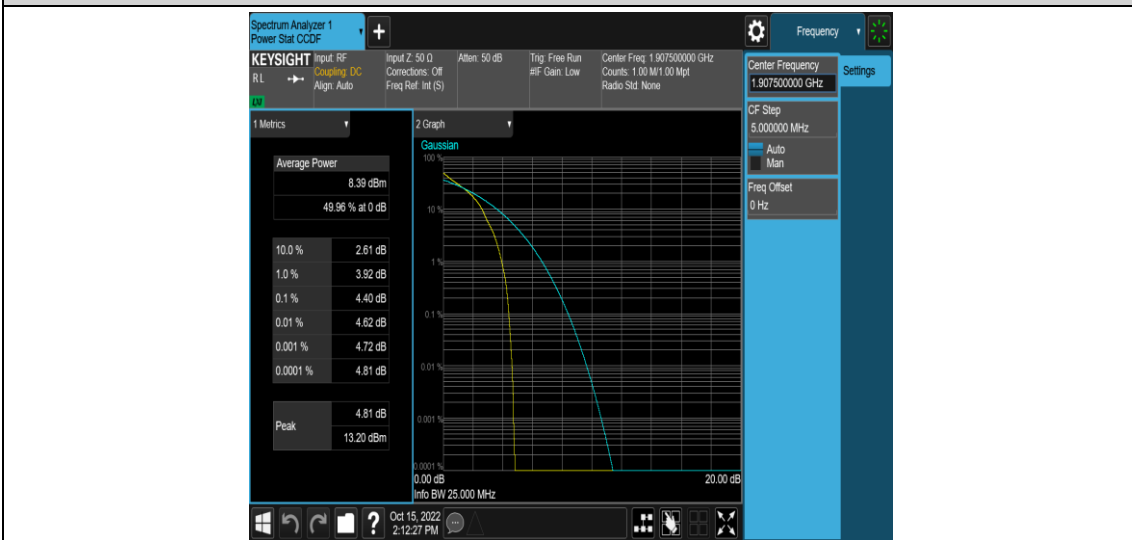 Spectrum Analyzer 1
Power Stat CCDF
+
Frequency
KEYSIGHT
Input: RF
Coupling: DC
Align: Auto
RL
LXI
Input Z: 50 Ω
Corrections: Off
Freq Ref: Int (S)
Atten: 50 dB
Trig: Free Run
#IF Gain: Low
Center Freq: 1.907500000 GHz
Counts: 1.00 M/1.00 Mpt
Radio Std: None
Center Frequency
1.907500000 GHz
Settings
CF Step
5.000000 MHz
Auto
Man
Freq Offset
0 Hz
1 Metrics
Average Power
8.39 dBm
49.96 % at 0 dB
10.0 % 2.61 dB
1.0 % 3.92 dB
0.1 % 4.40 dB
0.01 % 4.62 dB
0.001 % 4.72 dB
0.0001 % 4.81 dB
Peak
4.81 dB
13.20 dBm
2 Graph
Gaussian
100 %
10 %
1 %
0.1 %
0.01 %
0.001 %
0.0001 %
0.00 dB 20.00 dB
Info BW 25.000 MHz
?
Oct 15, 2022
2:12:27 PM